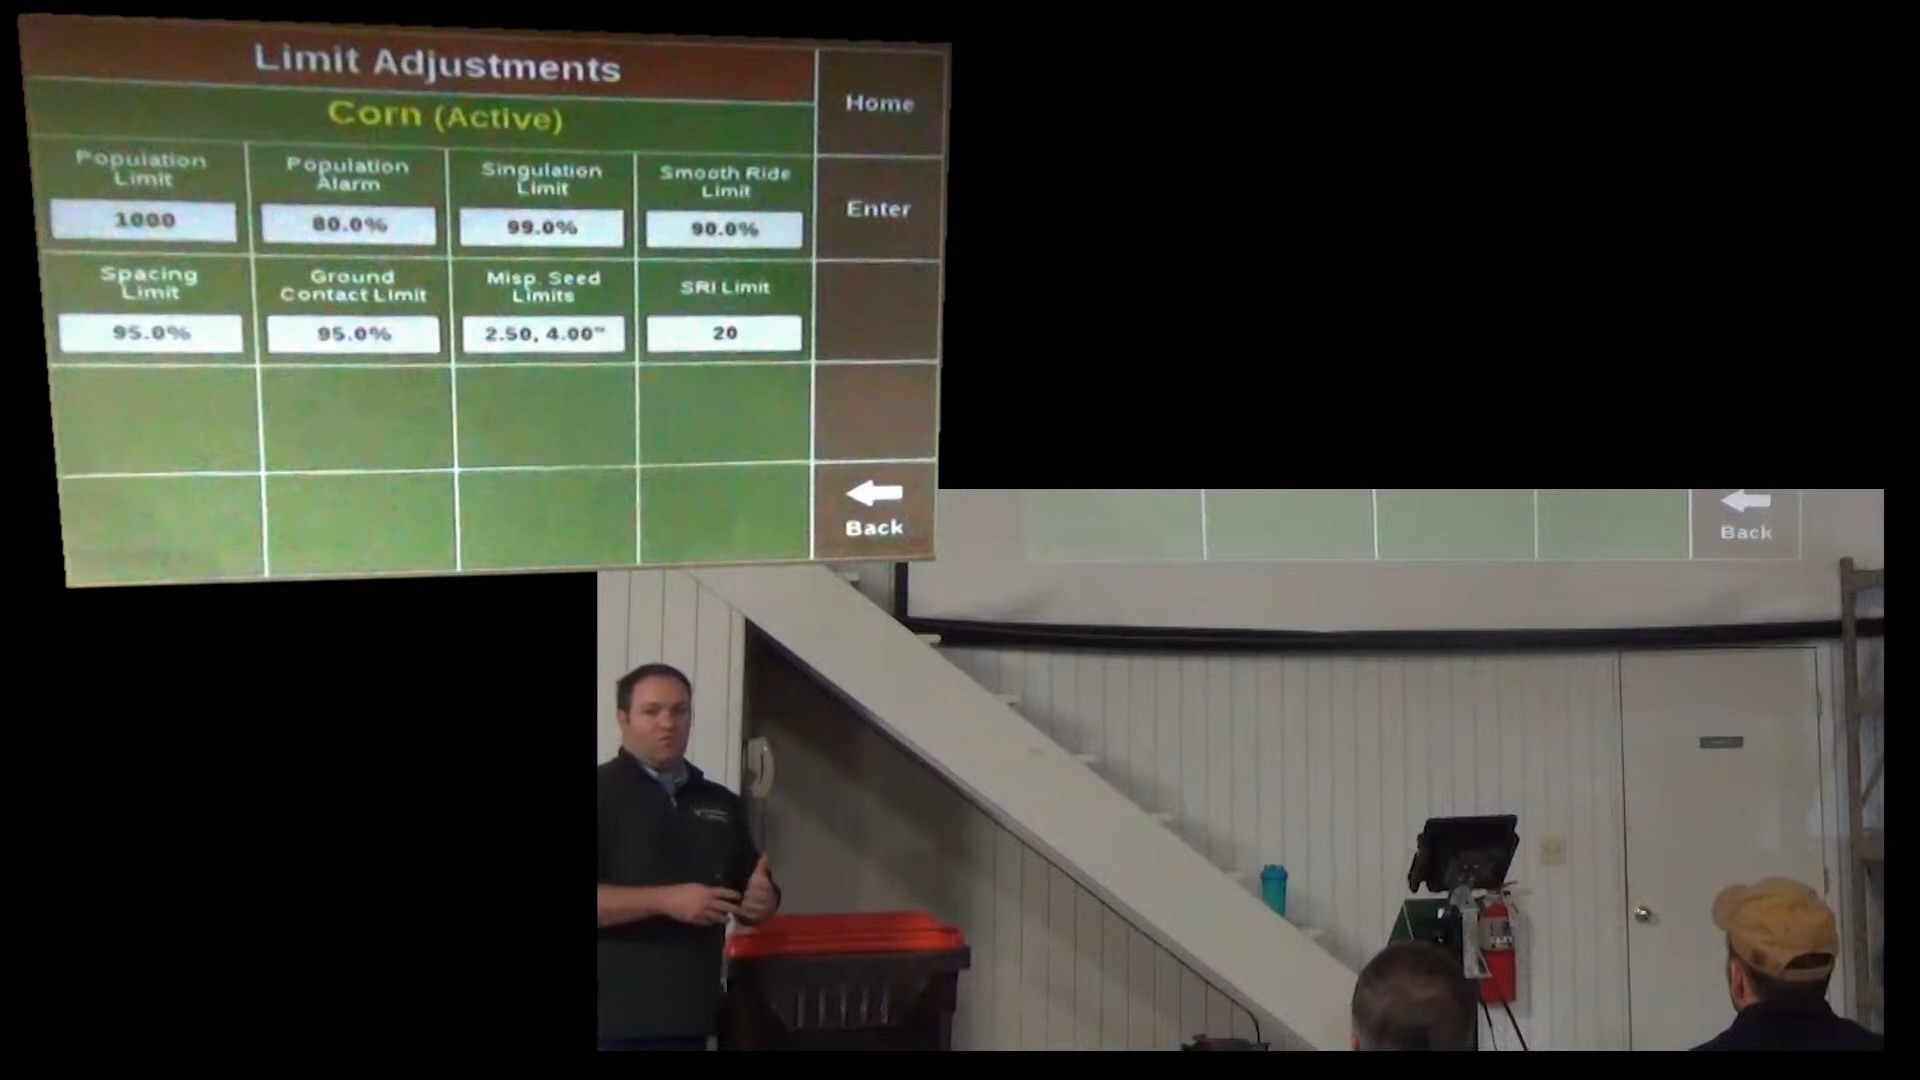 Limit Adjustments
Corn (Active)
Home
Population
Limit
1000
Population
Alarm
80.0%
Singulation
Limit
99.0%
Smooth Ride
Limit
90.0%
Enter
Spacing
Limit
95.0%
Ground
Contact Limit
95.0%
Misp. Seed
Limits
2.50, 4.00"
SRI Limit
20
Back
Back